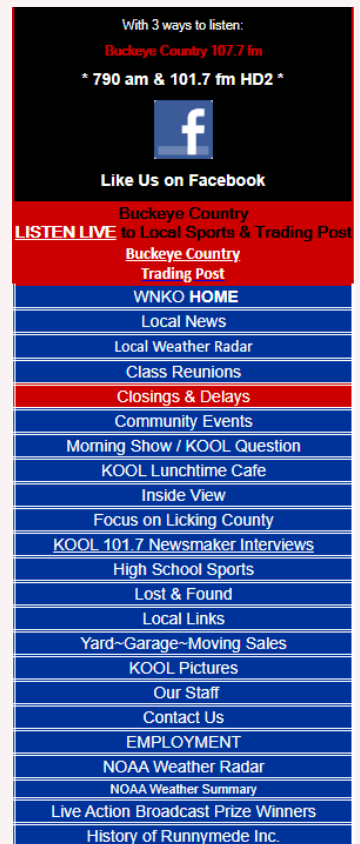 With 3 ways to listen:
Buckeye Country 107.7 fm
* 790 am & 101.7 fm HD2 *
f
Like Us on Facebook
Buckeye Country
LISTEN LIVE to Local Sports & Trading Post
Buckeye Country
Trading Post
WNKO HOME
Local News
Local Weather Radar
Class Reunions
Closings & Delays
Community Events
Morning Show / KOOL Question
KOOL Lunchtime Cafe
Inside View
Focus on Licking County
KOOL 101.7 Newsmaker Interviews
High School Sports
Lost & Found
Local Links
Yard~Garage~Moving Sales
KOOL Pictures
Our Staff
Contact Us
EMPLOYMENT
NOAA Weather Radar
NOAA Weather Summary
Live Action Broadcast Prize Winners
History of Runnymede Inc.